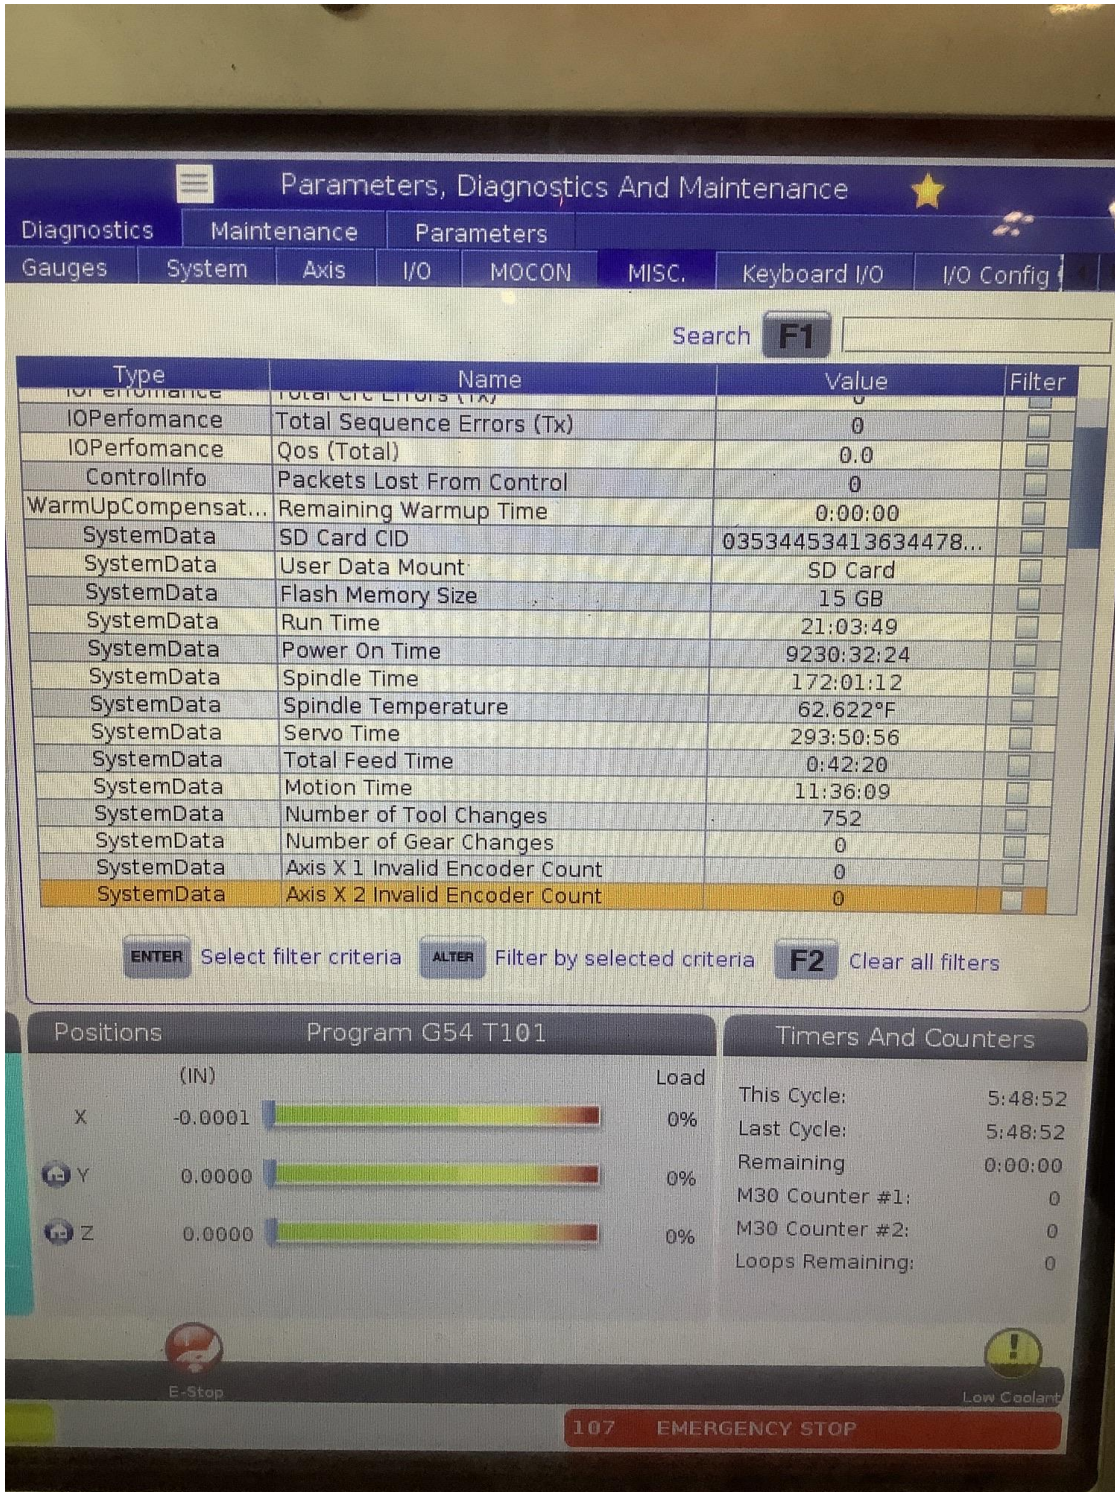 Parameters, Diagnostics And Maintenance
Diagnostics Maintenance Parameters
Gauges System Axis I/O MOCON MISC. Keyboard I/O I/O Config
Search F1
Type Name Value Filter
IOPerfomance Total Crc Errors (Tx) 0
IOPerfomance Total Sequence Errors (Tx) 0
IOPerfomance Qos (Total) 0.0
ControlInfo Packets Lost From Control 0
WarmUpCompensat... Remaining Warmup Time 0:00:00
SystemData SD Card CID 03534453413634478...
SystemData User Data Mount SD Card
SystemData Flash Memory Size 15 GB
SystemData Run Time 21:03:49
SystemData Power On Time 9230:32:24
SystemData Spindle Time 172:01:12
SystemData Spindle Temperature 62.622°F
SystemData Servo Time 293:50:56
SystemData Total Feed Time 0:42:20
SystemData Motion Time 11:36:09
SystemData Number of Tool Changes 752
SystemData Number of Gear Changes 0
SystemData Axis X 1 Invalid Encoder Count 0
SystemData Axis X 2 Invalid Encoder Count 0
ENTER Select filter criteria ALTER Filter by selected criteria F2 Clear all filters
Positions Program G54 T101
(IN) Load
X -0.0001 0%
Y 0.0000 0%
Z 0.0000 0%
Timers And Counters
This Cycle: 5:48:52
Last Cycle: 5:48:52
Remaining 0:00:00
M30 Counter #1: 0
M30 Counter #2: 0
Loops Remaining: 0
E-Stop Low Coolant
107 EMERGENCY STOP